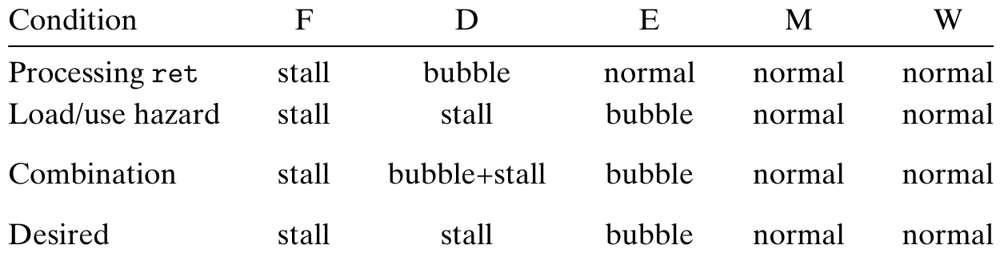 Condition F D E M W
Processing ret stall bubble normal normal normal
Load/use hazard stall stall bubble normal normal
Combination stall bubble+stall bubble normal normal
Desired stall stall bubble normal normal